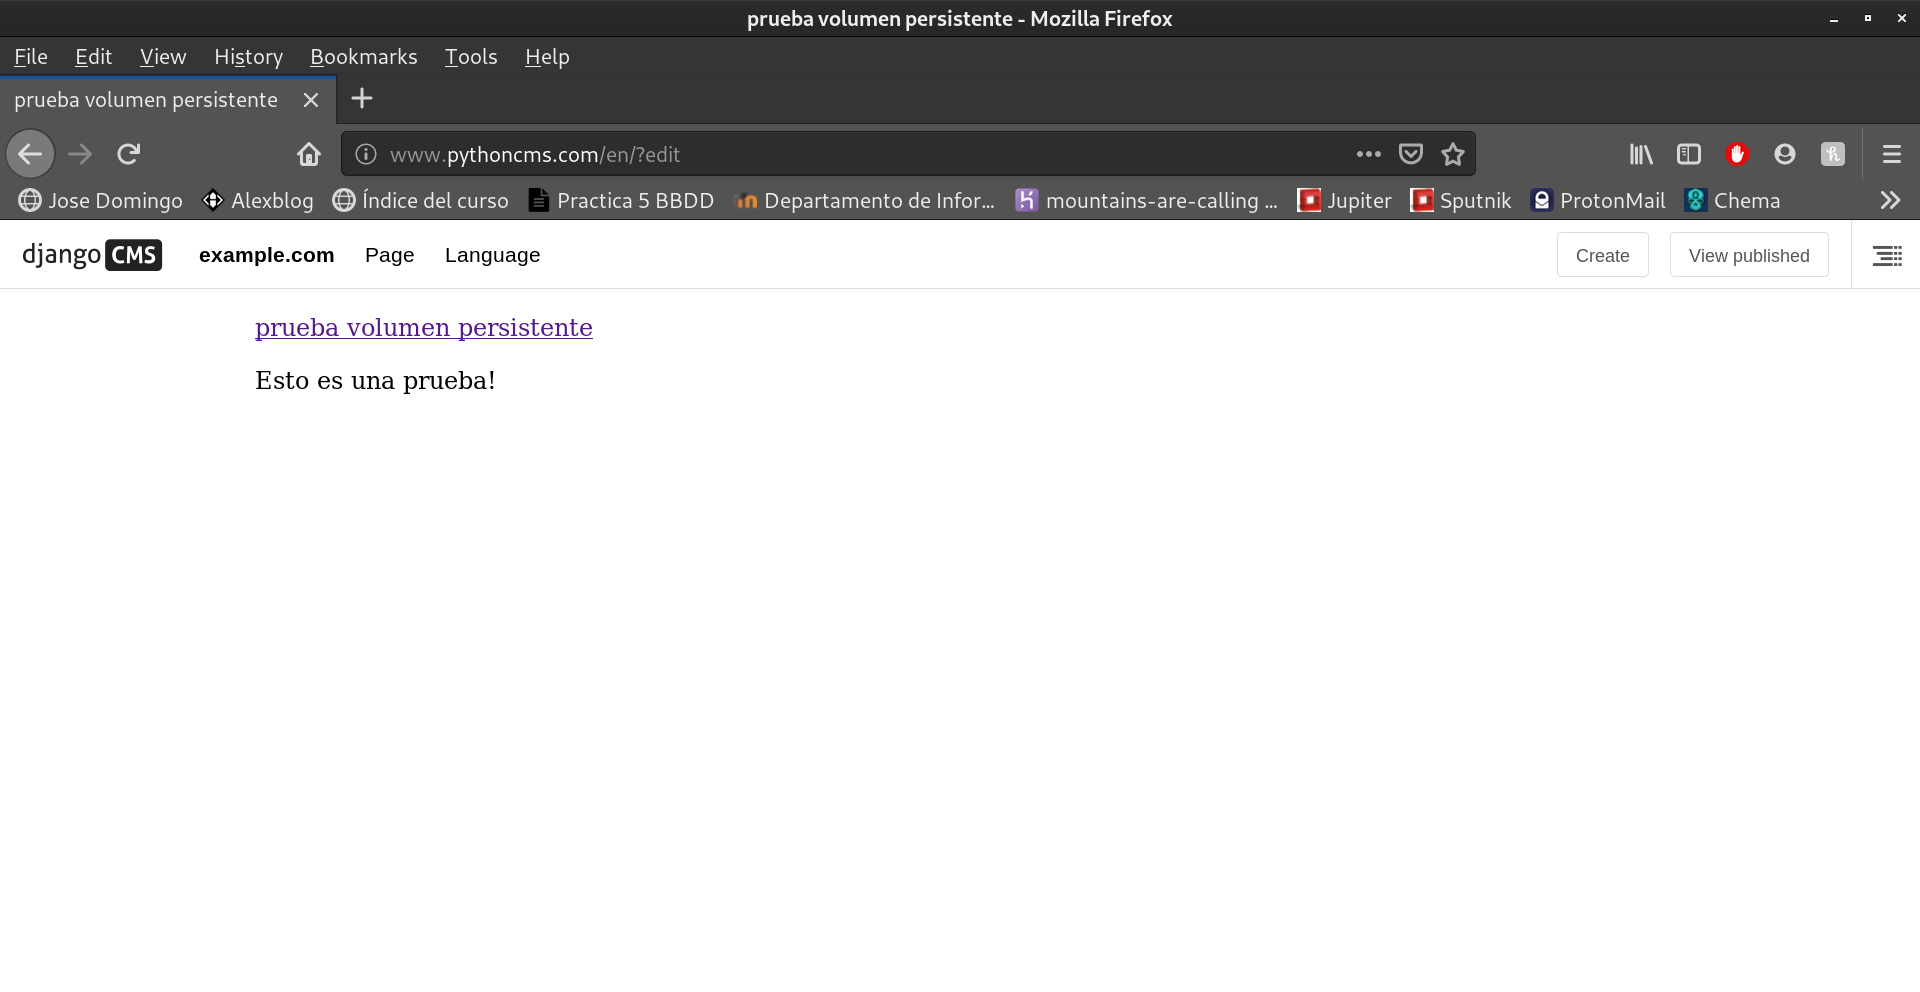 prueba volumen persistente - Mozilla Firefox
File Edit View History Bookmarks Tools Help
prueba volumen persistente
www.pythoncms.com/en/?edit
Jose Domingo Alexblog Índice del curso Practica 5 BBDD Departamento de Infor... mountains-are-calling ... Jupiter Sputnik ProtonMail Chema
django CMS example.com Page Language Create View published
prueba volumen persistente
Esto es una prueba!